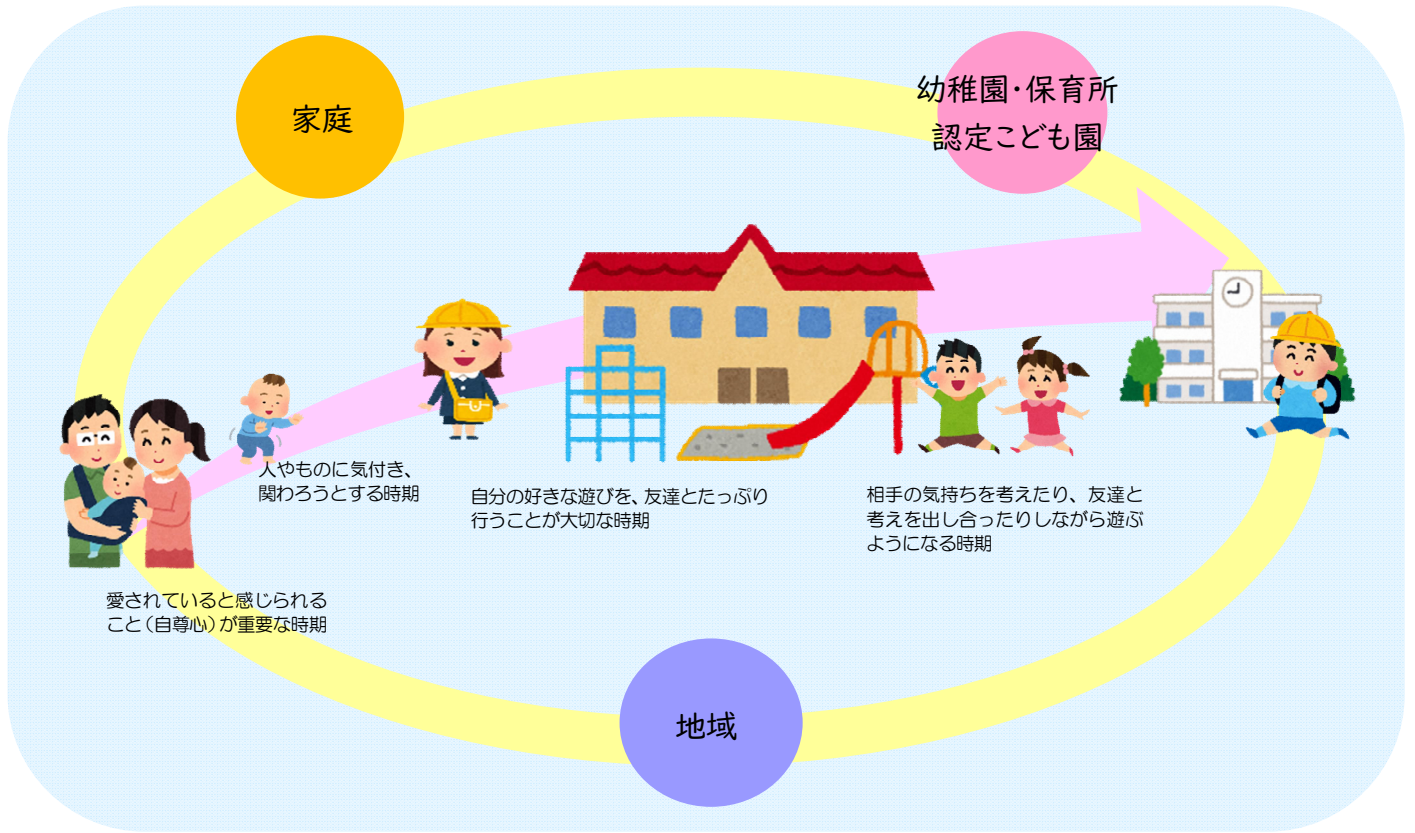 家庭
幼稚園・保育所
認定こども園
人やものに気付き、
関わろうとする時期
自分の好きな遊びを、友達とたっぷり
行うことが大切な時期
相手の気持ちを考えたり、友達と
考えを出し合ったりしながら遊ぶ
ようになる時期
愛されていると感じられる
こと（自尊心）が重要な時期
地域